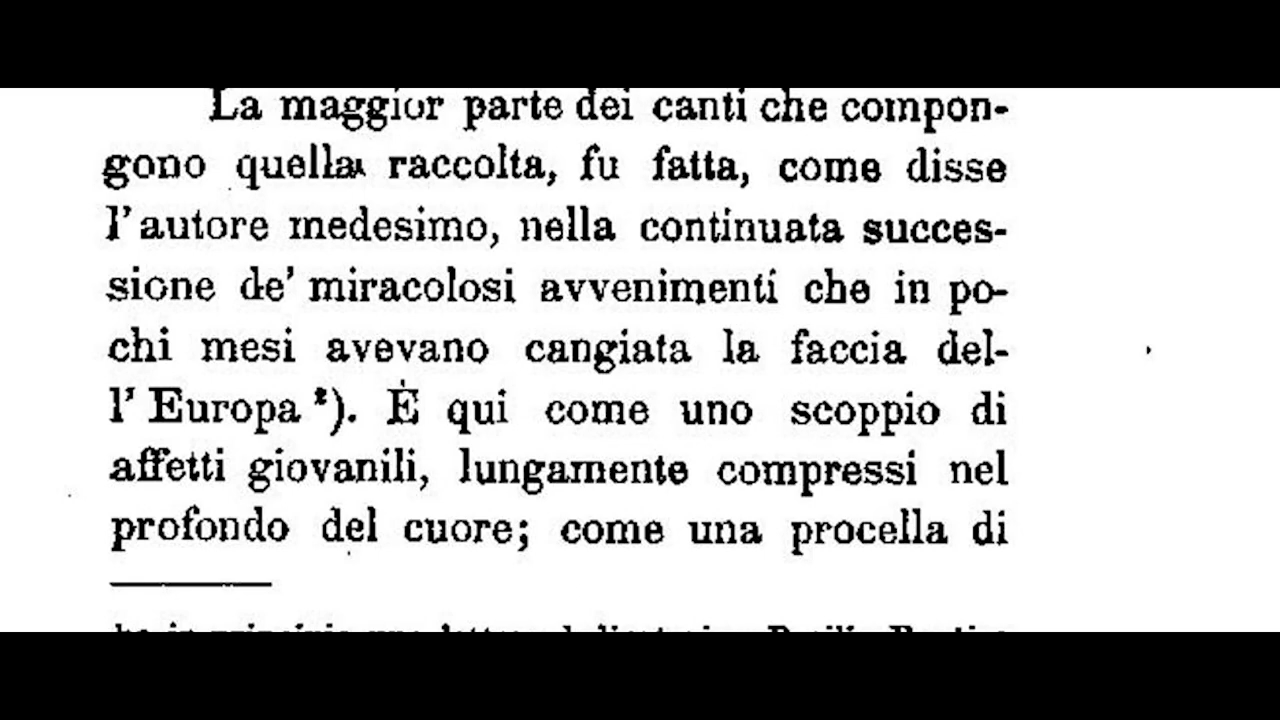 La maggior parte dei canti che compon-
gono quella raccolta, fu fatta, come disse
l'autore medesimo, nella continuata succes-
sione de' miracolosi avvenimenti che in po-
chi mesi avevano cangiata la faccia del-
l'Europa ²). È qui come uno scoppio di
affetti giovanili, lungamente compressi nel
profondo del cuore; come una procella di